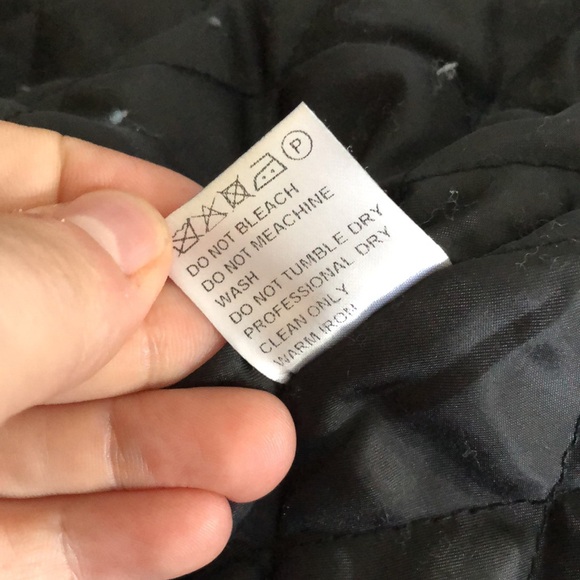 P
DO NOT BLEACH
DO NOT MEACHINE
WASH
DO NOT TUMBLE DRY
PROFESSIONAL DRY
CLEAN ONLY
WARM IRON